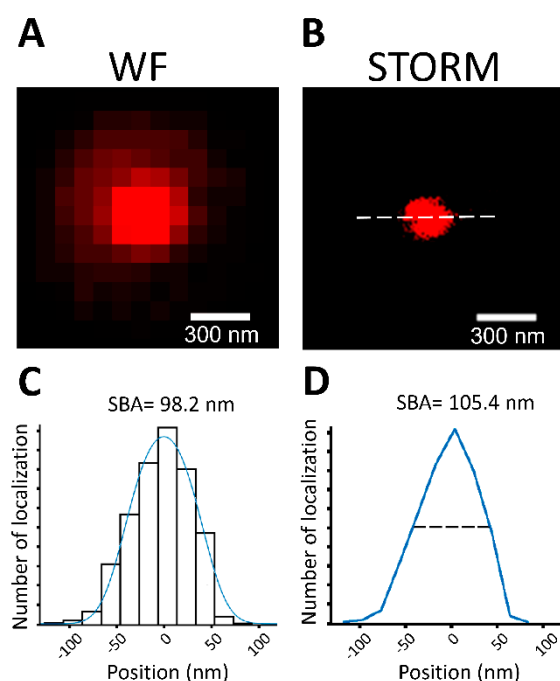 A
WF
300 nm
B
STORM
300 nm
C
SBA= 98.2 nm
Number of localization
-100
-50
0
50
100
Position (nm)
D
SBA= 105.4 nm
Number of localization
-100
-50
0
50
100
Position (nm)